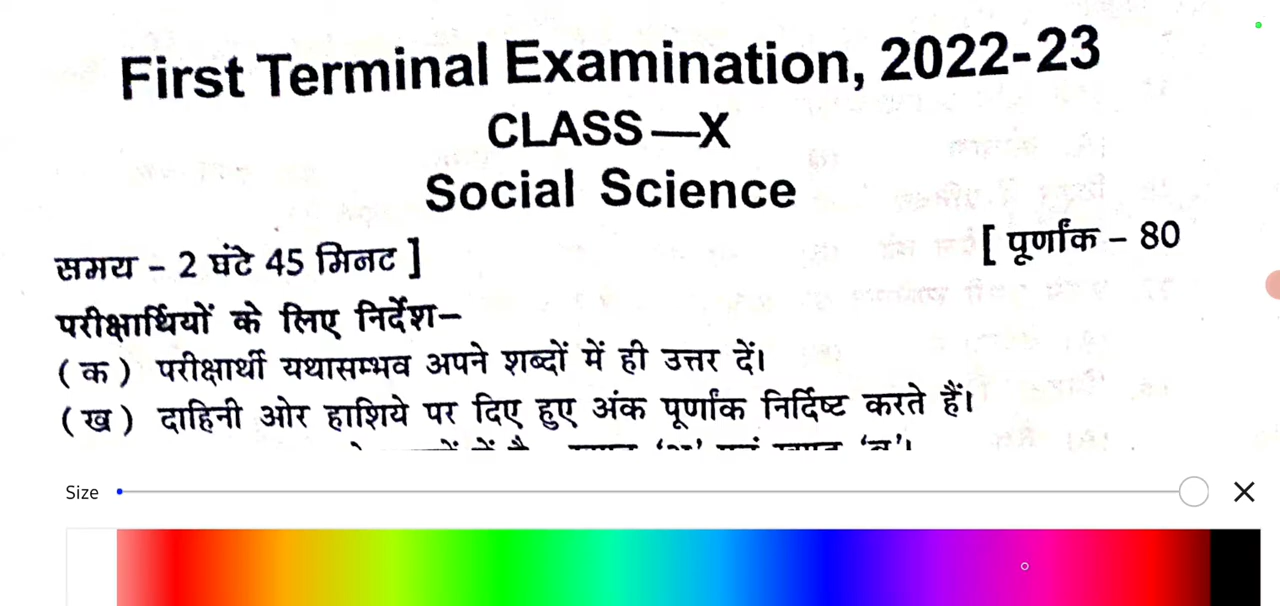 First Terminal Examination, 2022-23
CLASS—X
Social Science
समय – 2 घंटे 45 मिनट ]
[ पूर्णांक – 80
परीक्षार्थियों के लिए निर्देश–
( क ) परीक्षार्थी यथासम्भव अपने शब्दों में ही उत्तर दें।
( ख ) दाहिनी ओर हाशिये पर दिए हुए अंक पूर्णांक निर्दिष्ट करते हैं।
Size